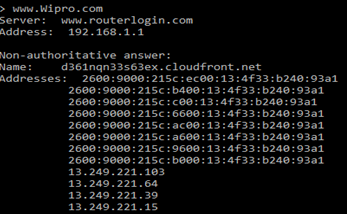 > www.Wipro.com
Server:  www.routerlogin.com
Address:  192.168.1.1

Non-authoritative answer:
Name:    d361nqn33s63ex.cloudfront.net
Addresses:  2600:9000:215c:ec00:13:4f33:b240:93a1
2600:9000:215c:b400:13:4f33:b240:93a1
2600:9000:215c:c00:13:4f33:b240:93a1
2600:9000:215c:6600:13:4f33:b240:93a1
2600:9000:215c:ac00:13:4f33:b240:93a1
2600:9000:215c:a600:13:4f33:b240:93a1
2600:9000:215c:9600:13:4f33:b240:93a1
2600:9000:215c:b000:13:4f33:b240:93a1
13.249.221.103
13.249.221.64
13.249.221.39
13.249.221.15